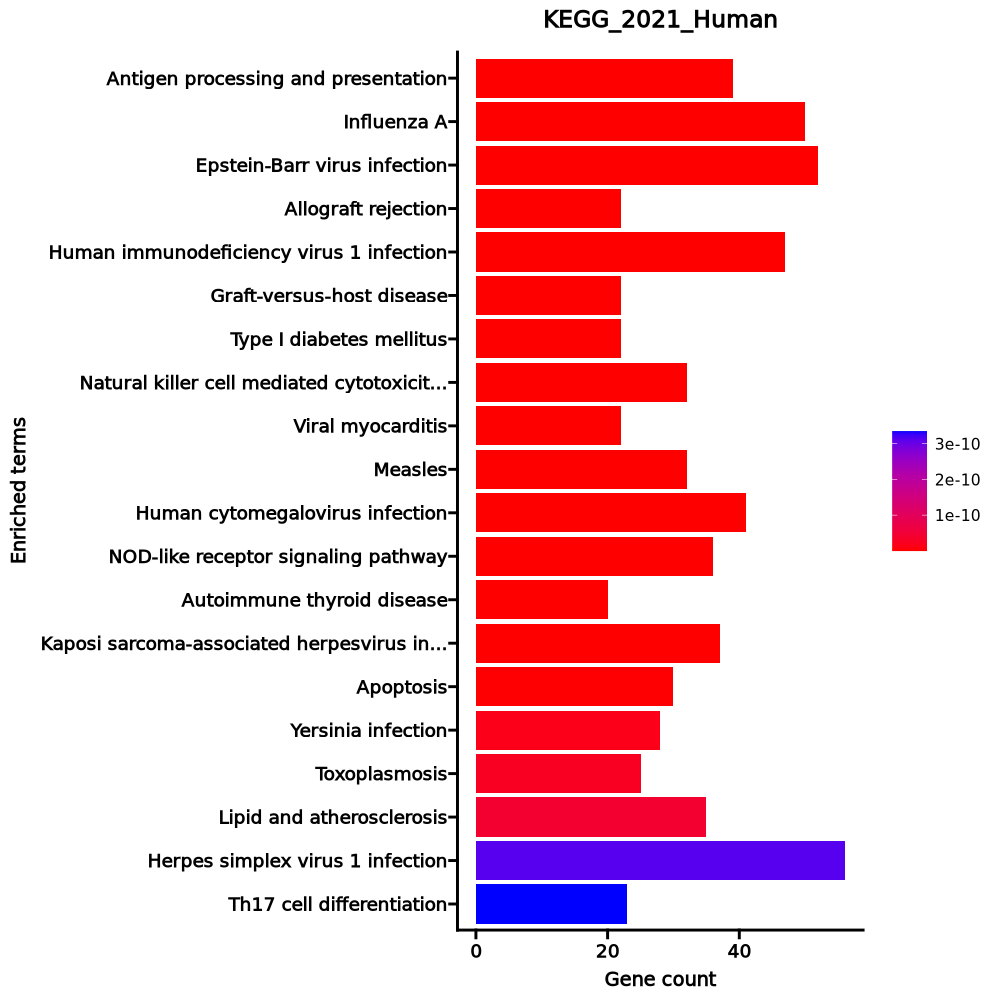 KEGG_2021_Human
Antigen processing and presentation
Influenza A
Epstein-Barr virus infection
Allograft rejection
Human immunodeficiency virus 1 infection
Graft-versus-host disease
Type I diabetes mellitus
Natural killer cell mediated cytotoxicit...
Viral myocarditis
Measles
Human cytomegalovirus infection
NOD-like receptor signaling pathway
Autoimmune thyroid disease
Kaposi sarcoma-associated herpesvirus in...
Apoptosis
Yersinia infection
Toxoplasmosis
Lipid and atherosclerosis
Herpes simplex virus 1 infection
Th17 cell differentiation
Enriched terms
0 20 40
Gene count
3e-10
2e-10
1e-10